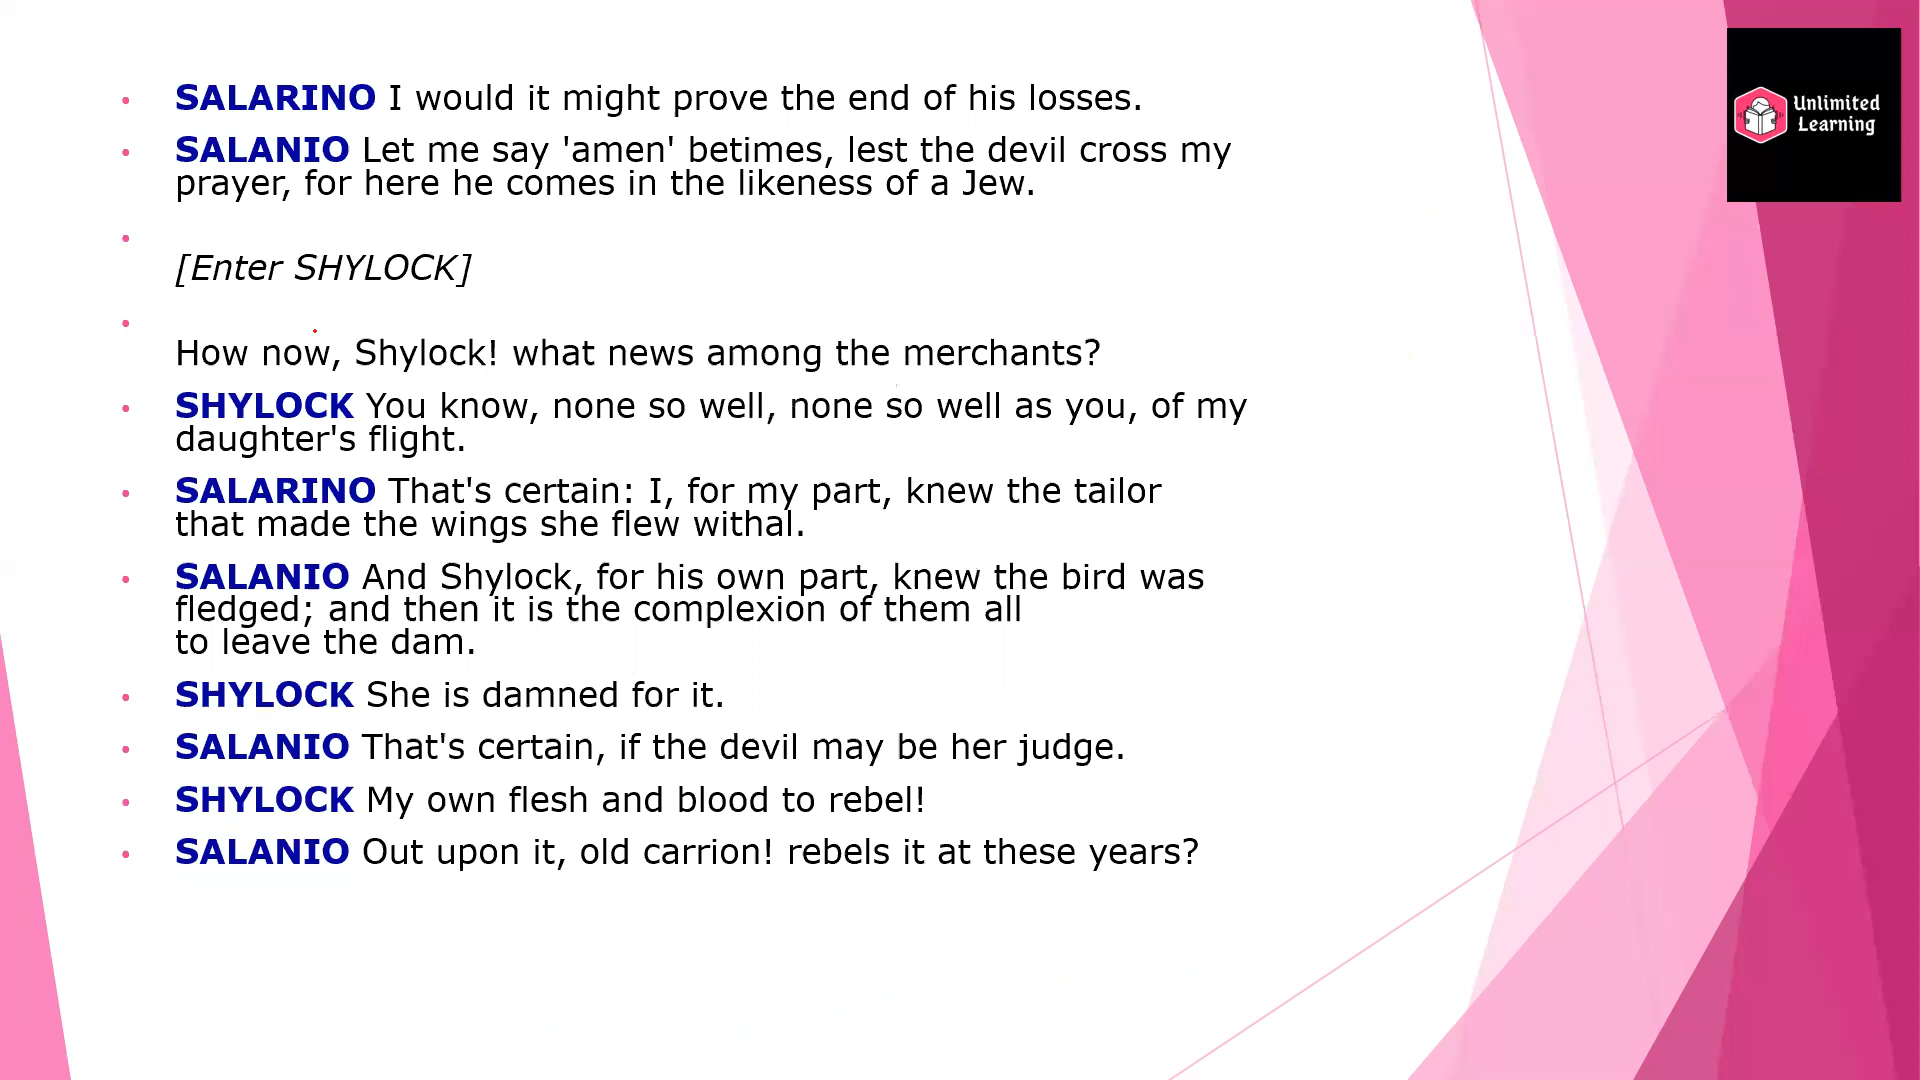 SALARINO I would it might prove the end of his losses.
SALANIO Let me say 'amen' betimes, lest the devil cross my
prayer, for here he comes in the likeness of a Jew.
[Enter SHYLOCK]
How now, Shylock! what news among the merchants?
SHYLOCK You know, none so well, none so well as you, of my
daughter's flight.
SALARINO That's certain: I, for my part, knew the tailor
that made the wings she flew withal.
SALANIO And Shylock, for his own part, knew the bird was
fledged; and then it is the complexion of them all
to leave the dam.
SHYLOCK She is damned for it.
SALANIO That's certain, if the devil may be her judge.
SHYLOCK My own flesh and blood to rebel!
SALANIO Out upon it, old carrion! rebels it at these years?
Unlimited
Learning